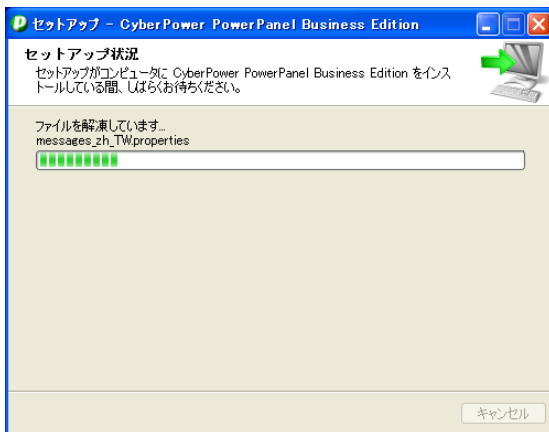 セットアップ - CyberPower PowerPanel Business Edition
セットアップ状況
セットアップがコンピュータに CyberPower PowerPanel Business Edition をインス
トールしている間、しばらくお待ちください。
ファイルを解凍しています...
messages_zh_TW.properties
キャンセル